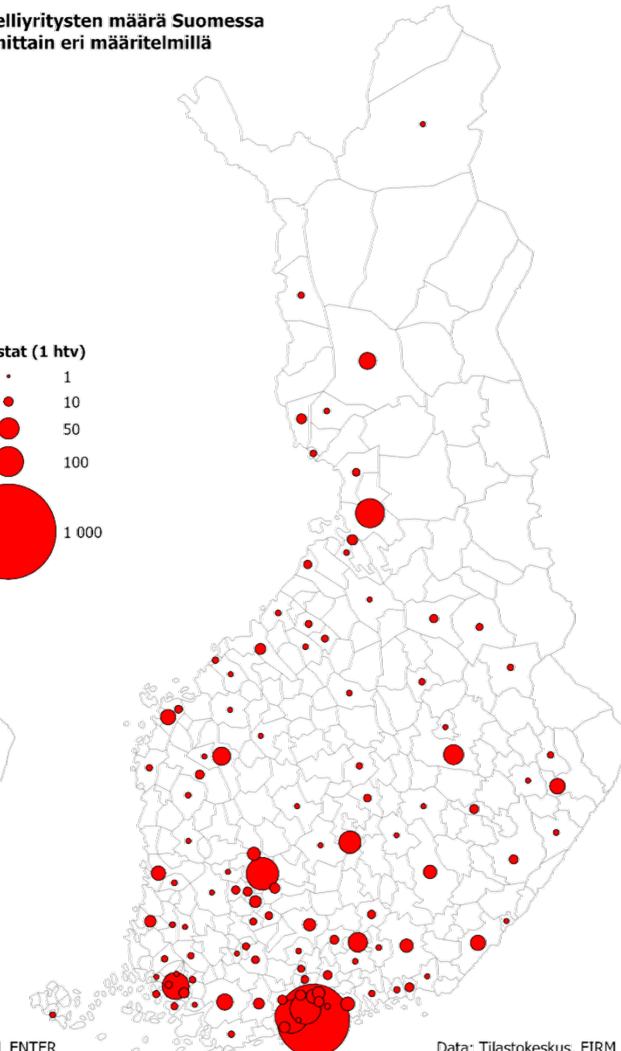 elliyritysten määrä Suomessa
nittain eri määritelmillä
stat (1 htv)
1
10
50
100
1 000
ENTER
Data: Tilastokeskus, FIRM